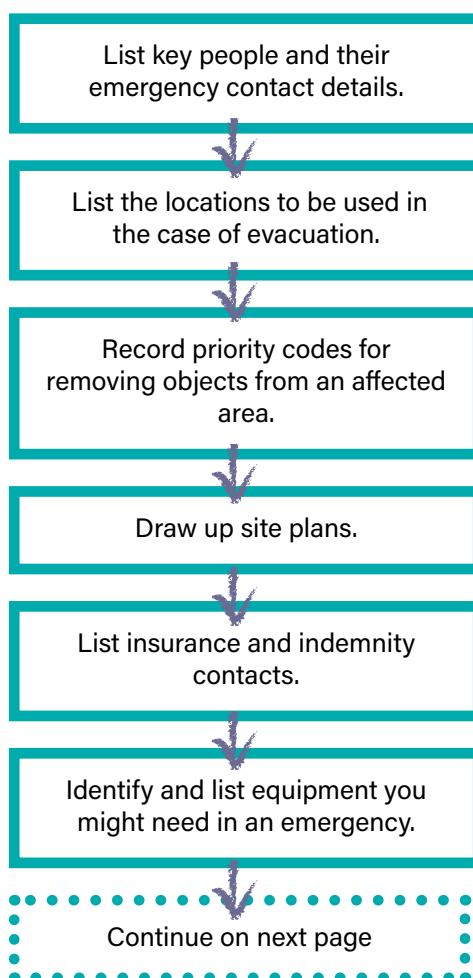 List key people and their
emergency contact details.
List the locations to be used in
the case of evacuation.
Record priority codes for
removing objects from an affected
area.
Draw up site plans.
List insurance and indemnity
contacts.
Identify and list equipment you
might need in an emergency.
Continue on next page